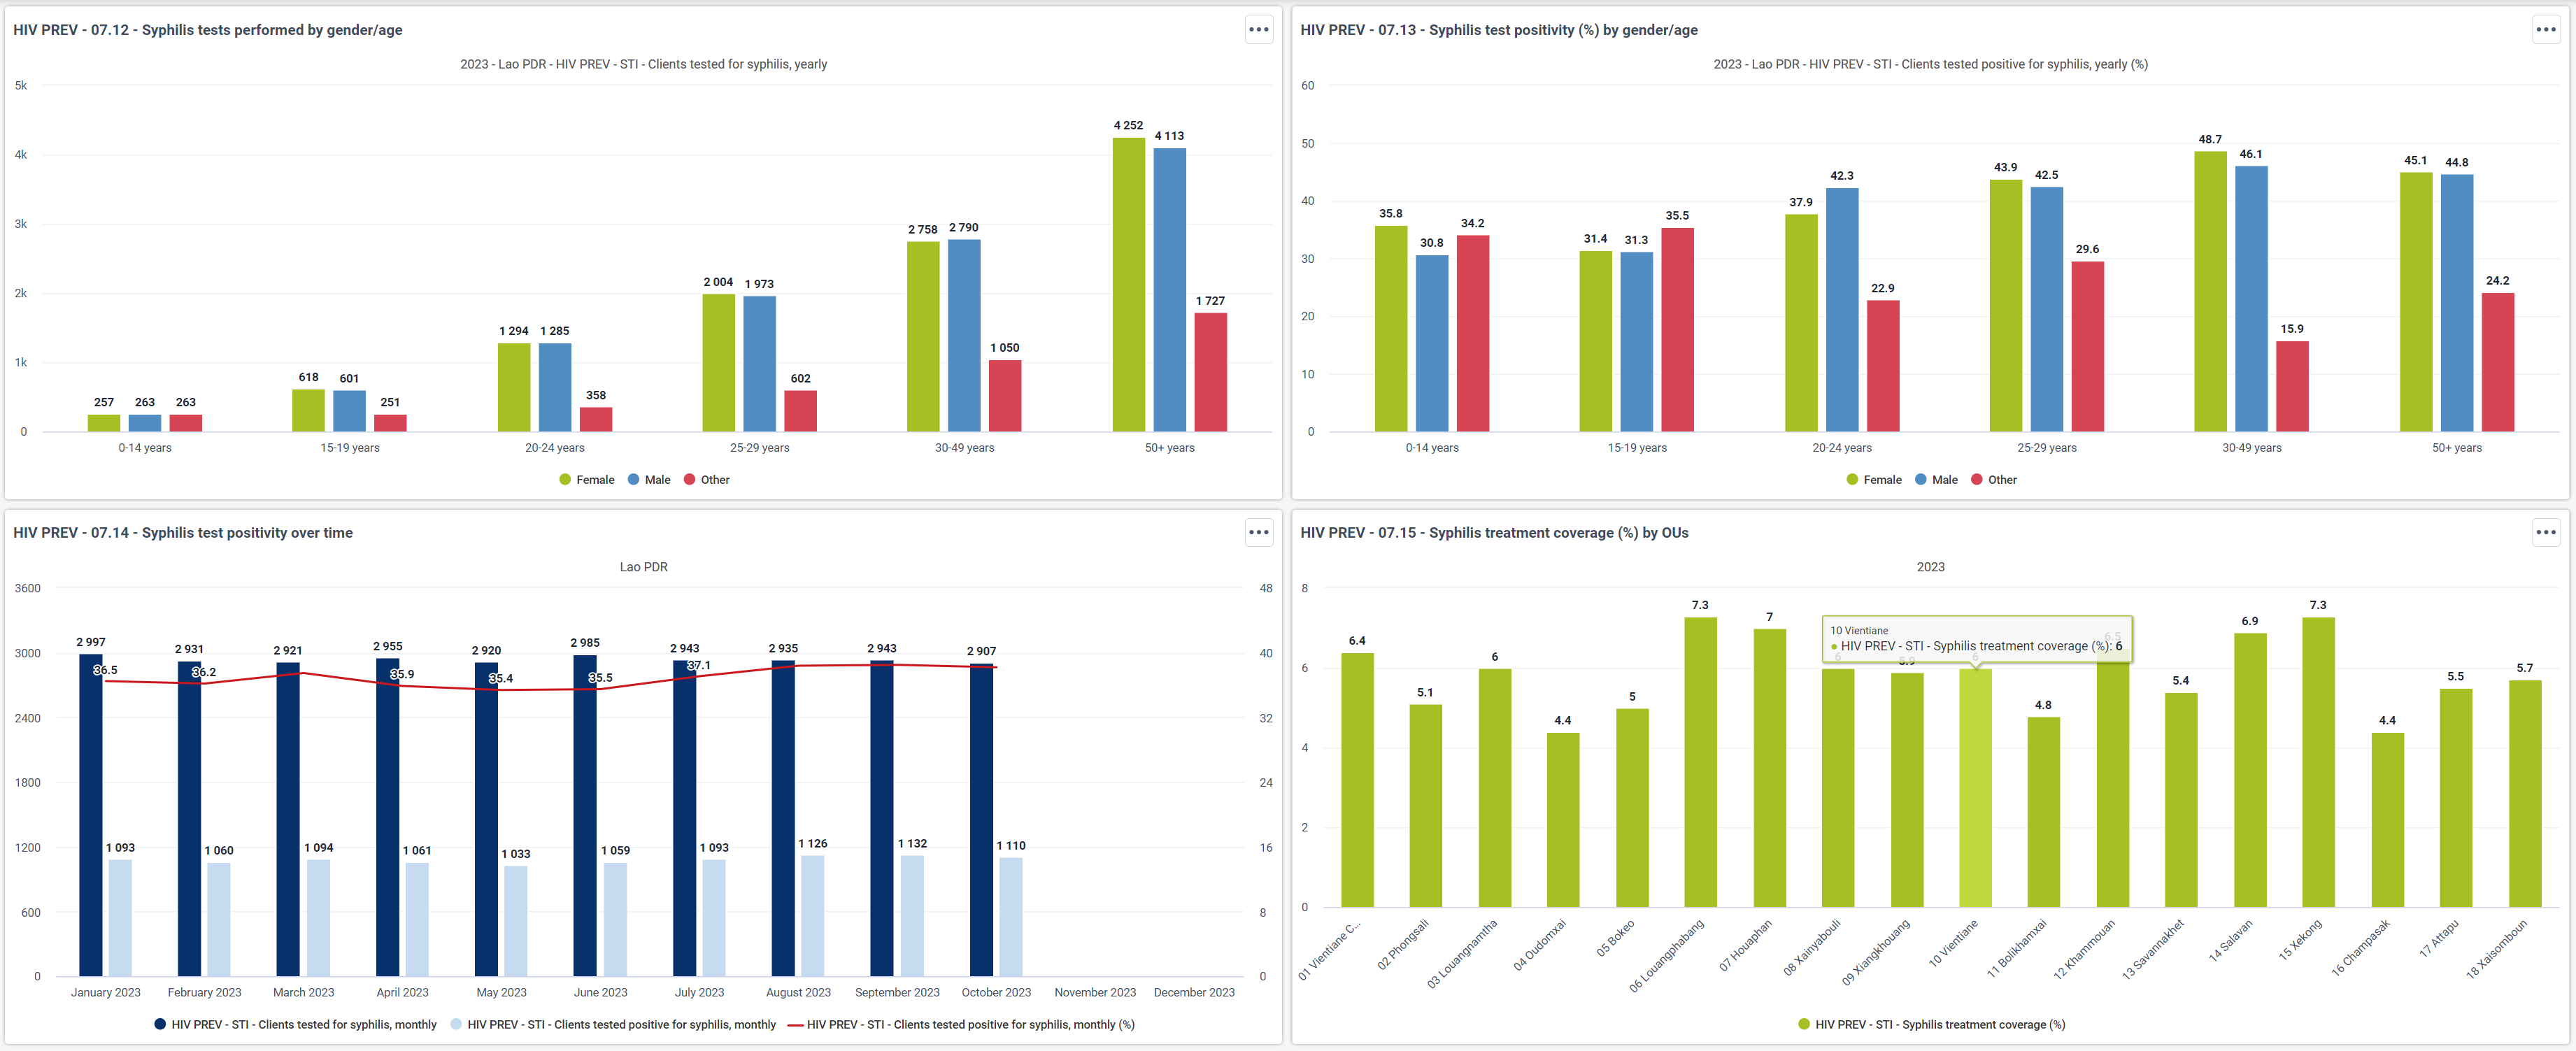 HIV PREV - 07.12 - Syphilis tests performed by gender/age
2023 - Lao PDR - HIV PREV - STI - Clients tested for syphilis, yearly
5k
4k
3k
2k
1k
0
257 263 263
618 601 251
1 294 1 285 358
2 004 1 973 602
2 758 2 790 1 050
4 252 4 113 1 727
0-14 years 15-19 years 20-24 years 25-29 years 30-49 years 50+ years
Female Male Other
HIV PREV - 07.13 - Syphilis test positivity (%) by gender/age
2023 - Lao PDR - HIV PREV - STI - Clients tested positive for syphilis, yearly (%)
60
50
40
30
20
10
0
35.8 30.8 34.2
31.4 31.3 35.5
37.9 42.3 22.9
43.9 42.5 29.6
48.7 46.1 15.9
45.1 44.8 24.2
0-14 years 15-19 years 20-24 years 25-29 years 30-49 years 50+ years
Female Male Other
HIV PREV - 07.14 - Syphilis test positivity over time
Lao PDR
3600
3000
2400
1800
1200
600
0
48
40
32
24
16
8
0
2 997 2 931 2 921 2 955 2 920 2 985 2 943 2 935 2 943 2 907
36.5 36.2 35.9 35.4 35.5 37.1
1 093 1 060 1 094 1 061 1 033 1 059 1 093 1 126 1 132 1 110
January 2023 February 2023 March 2023 April 2023 May 2023 June 2023 July 2023 August 2023 September 2023 October 2023 November 2023 December 2023
HIV PREV - STI - Clients tested for syphilis, monthly HIV PREV - STI - Clients tested positive for syphilis, monthly HIV PREV - STI - Clients tested positive for syphilis, monthly (%)
HIV PREV - 07.15 - Syphilis treatment coverage (%) by OUs
2023
8
6
4
2
0
6.4 5.1 6 4.4 5 7.3 7 6 5.9 6 4.8 6.5 5.4 6.9 7.3 4.4 5.5 5.7
10 Vientiane
HIV PREV - STI - Syphilis treatment coverage (%): 6
01 Vientiane C...
02 Phongsali
03 Louangnamtha
04 Oudomxai
05 Bokeo
06 Louangphabang
07 Houaphan
08 Xainyabouli
09 Xiangkhouang
10 Vientiane
11 Bolikhamxai
12 Khammouan
13 Savannakhet
14 Salavan
15 Xekong
16 Champasak
17 Attapu
18 Xaisomboun
HIV PREV - STI - Syphilis treatment coverage (%)